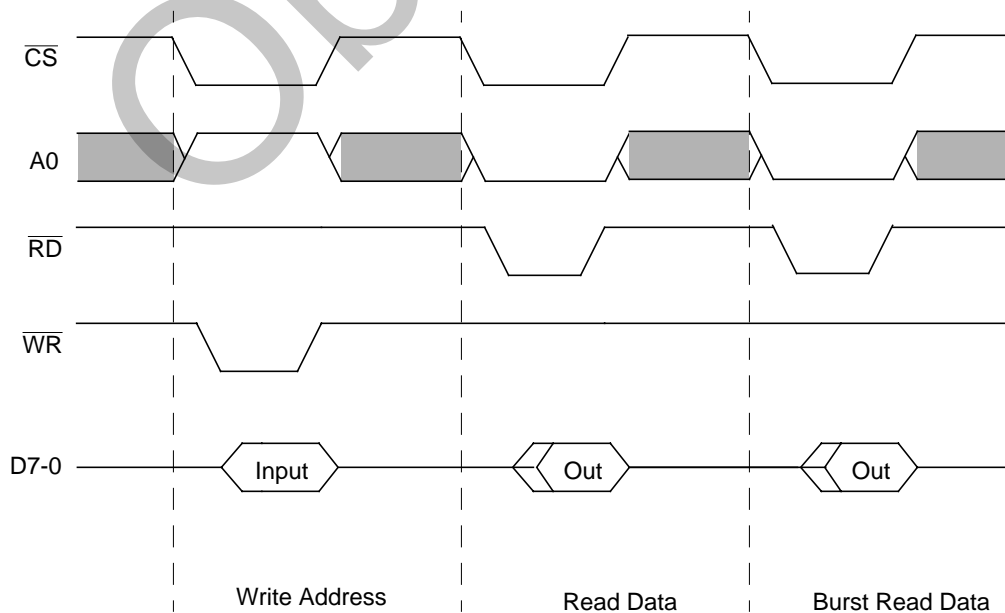 CS
A0
RD
WR
D7-0
Input
Out
Out
Write Address
Read Data
Burst Read Data